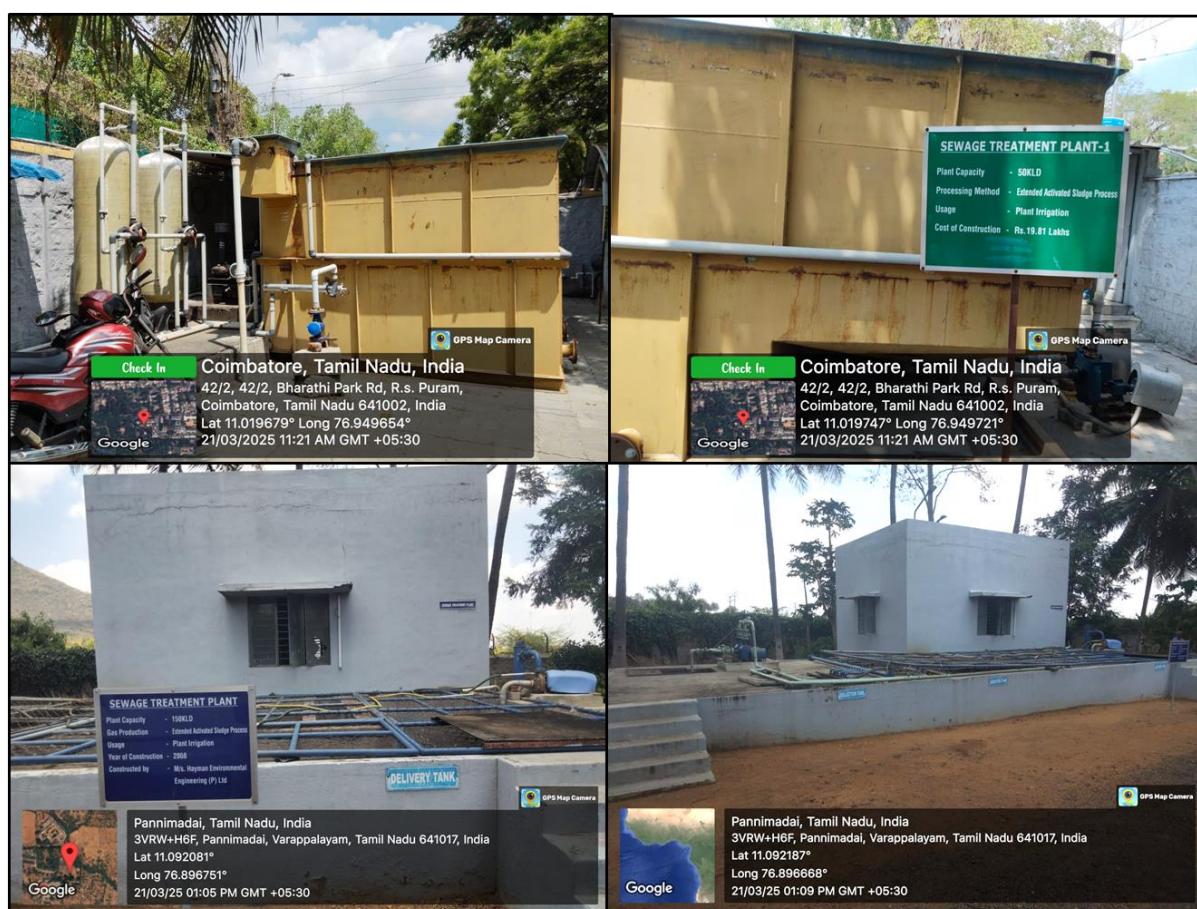 GPS Map Camera
Check In
Coimbatore, Tamil Nadu, India
42/2, 42/2, Bharathi Park Rd, R.s. Puram,
Coimbatore, Tamil Nadu 641002, India
Lat 11.019679° Long 76.949654°
21/03/2025 11:21 AM GMT +05:30
Google
SEWAGE TREATMENT PLANT-1
Plant Capacity - 50KLD
Processing Method - Extended Activated Sludge Process
Usage - Plant Irrigation
Cost of Construction - Rs.19.81 Lakhs
GPS Map Camera
Check In
Coimbatore, Tamil Nadu, India
42/2, 42/2, Bharathi Park Rd, R.s. Puram,
Coimbatore, Tamil Nadu 641002, India
Lat 11.019747° Long 76.949721°
21/03/2025 11:21 AM GMT +05:30
Google
SEWAGE TREATMENT PLANT
SEWAGE TREATMENT PLANT
Plant Capacity - 150KLD
Gas Production - Extended Activated Sludge Process
Usage - Plant Irrigation
Year of Construction - 2008
Constructed by - M/s. Hayman Environmental
Engineering (P) Ltd
DELIVERY TANK
GPS Map Camera
Pannimadai, Tamil Nadu, India
3VRW+H6F, Pannimadai, Varappalayam, Tamil Nadu 641017, India
Lat 11.092081°
Long 76.896751°
21/03/25 01:05 PM GMT +05:30
Google
COLLECTION TANK
GPS Map Camera
Pannimadai, Tamil Nadu, India
3VRW+H6F, Pannimadai, Varappalayam, Tamil Nadu 641017, India
Lat 11.092187°
Long 76.896668°
21/03/25 01:09 PM GMT +05:30
Google